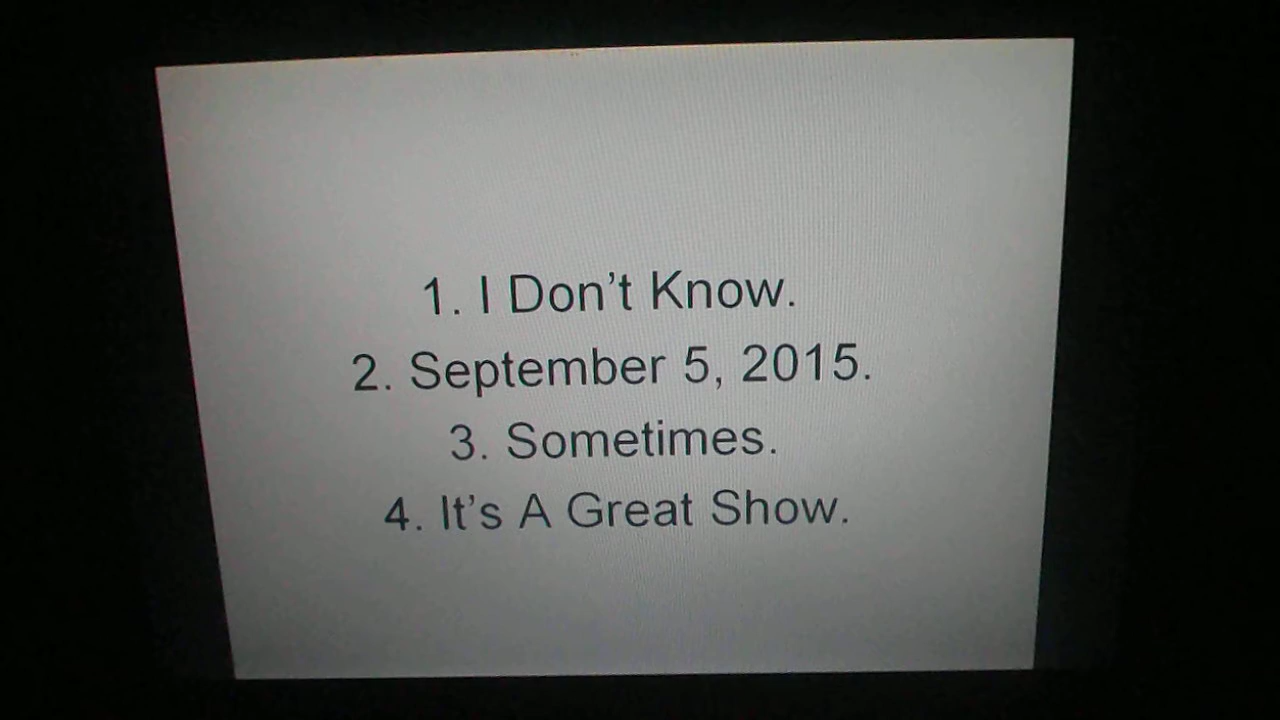 1. I Don’t Know.
2. September 5, 2015.
3. Sometimes.
4. It’s A Great Show.